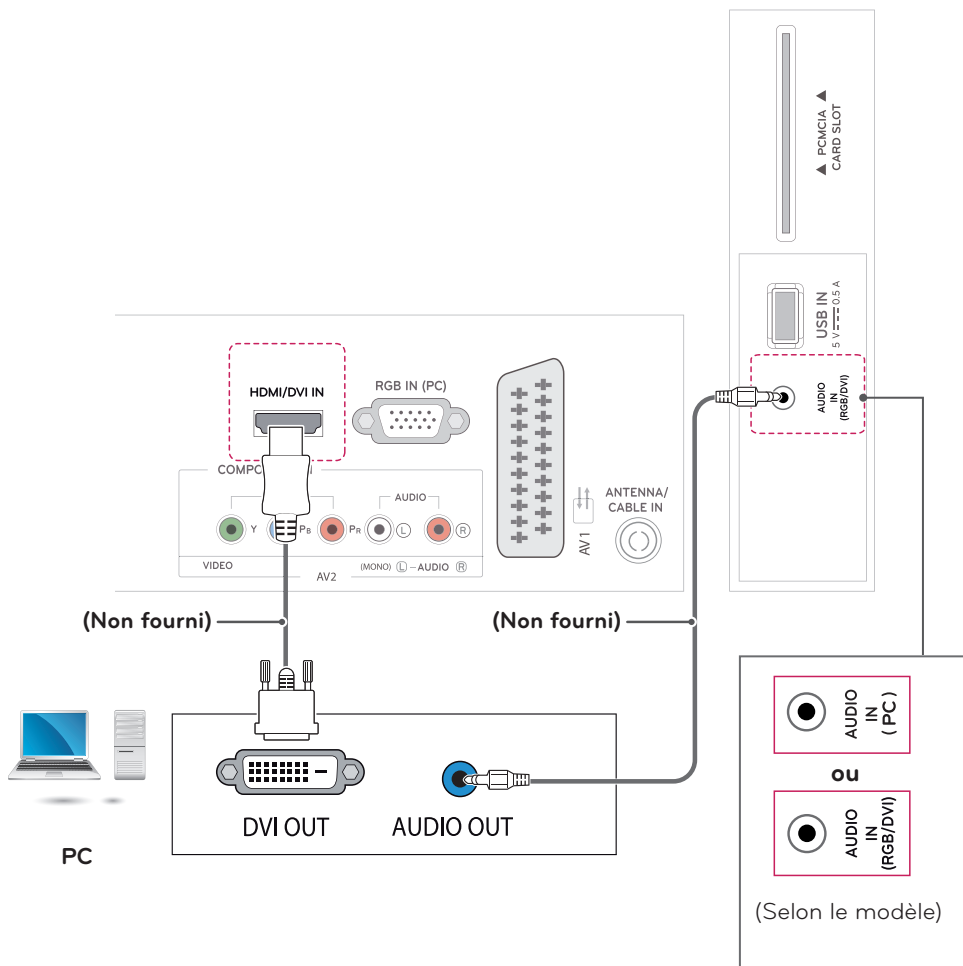 ▲ PCMCIA ▲
CARD SLOT
USB IN
5 V 0.5 A
AUDIO
IN
(RGB/DVI)
HDMI/DVI IN
RGB IN (PC)
AUDIO
Y
PB
PR
L
R
VIDEO
(MONO) L – AUDIO R
AV2
AV1
ANTENNA/
CABLE IN
(Non fourni)
(Non fourni)
PC
DVI OUT
AUDIO OUT
AUDIO
IN
(PC)
ou
AUDIO
IN
(RGB/DVI)
(Selon le modèle)